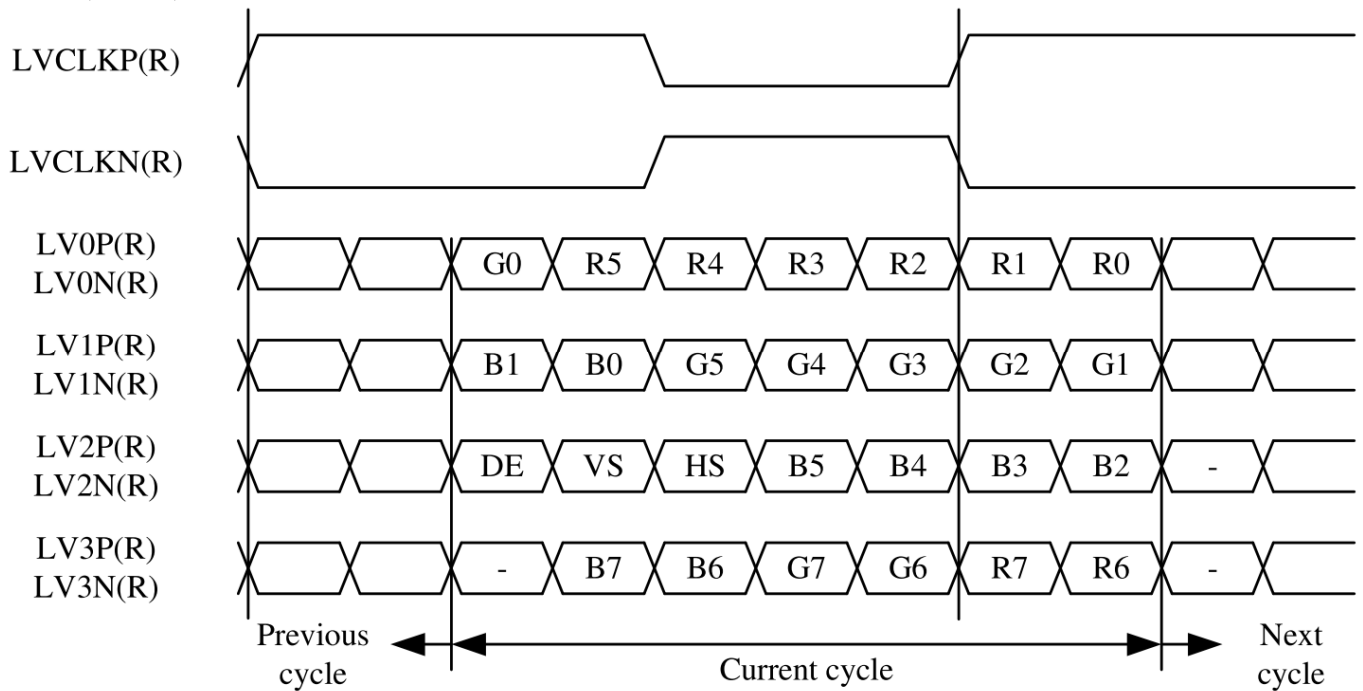 LVCLKP(R)
LVCLKN(R)
LV0P(R)
LV0N(R)
G0 R5 R4 R3 R2 R1 R0
LV1P(R)
LV1N(R)
B1 B0 G5 G4 G3 G2 G1
LV2P(R)
LV2N(R)
DE VS HS B5 B4 B3 B2 -
LV3P(R)
LV3N(R)
- B7 B6 G7 G6 R7 R6 -
Previous
cycle
Current cycle
Next
cycle